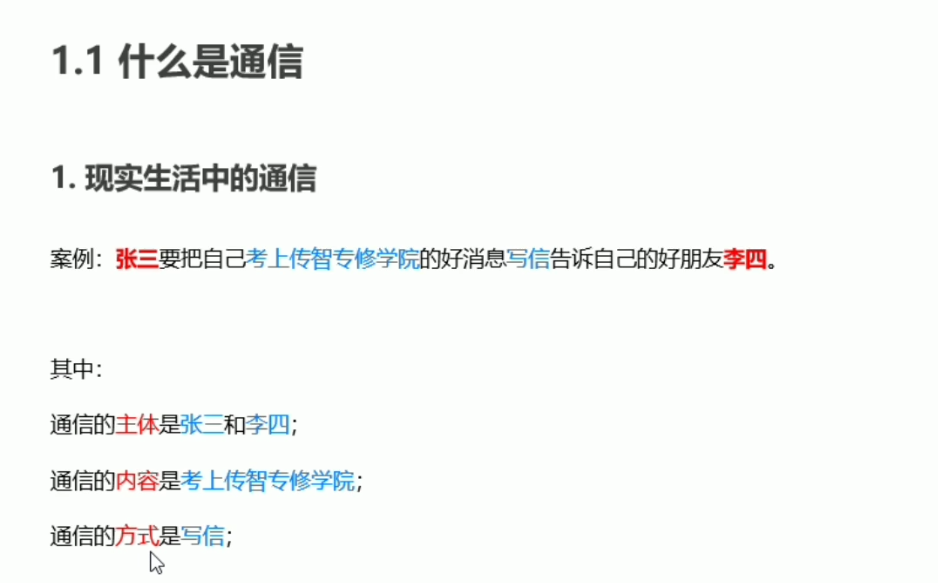 1.1 什么是通信
1. 现实生活中的通信
案例：张三要把自己考上传智专修学院的好消息写信告诉自己的好朋友李四。
其中：
通信的主体是张三和李四；
通信的内容是考上传智专修学院；
通信的方式是写信；